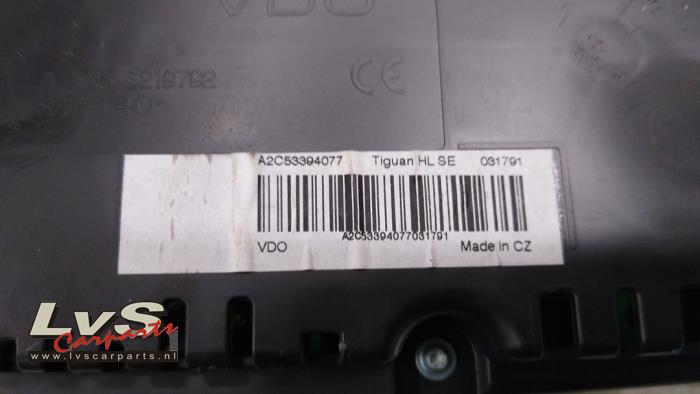 VDO
CE
A2C53394077 Tiguan HL SE 031791
A2C53394077031791
VDO Made in CZ
LvS
Carparts
www.lvscarparts.nl